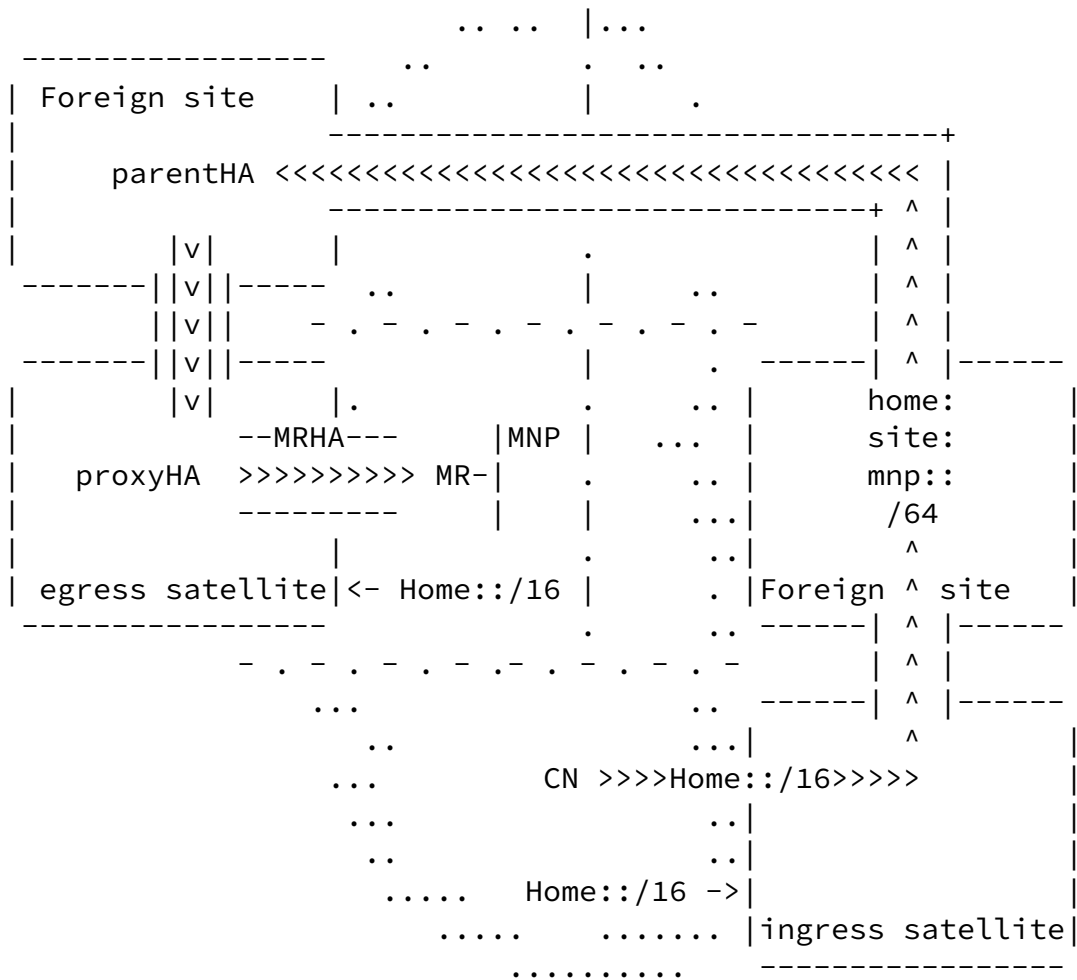 .. .. |...
----------------- .. . ..
| Foreign site | .. | .
| ----------------------------------+
| parentHA <<<<<<<<<<<<<<<<<<<<<<<<<<<<<<<<<<<< |
| ------------------------------+ ^ |
| |v| | . | ^ |
-------||v||----- .. | .. | ^ |
||v|| - . - . - . - . - . - . - | ^ |
-------||v||----- | . ------| ^ |------
| |v| |. . .. | home: |
| --MRHA--- |MNP | ... | site: |
| proxyHA >>>>>>>>>> MR-| . .. | mnp:: |
| --------- | | ...| /64 |
| | . ..| ^ |
| egress satellite|<- Home::/16 | . |Foreign ^ site |
----------------- . .. ------| ^ |------
- . - . - . - .- . - . - . - | ^ |
... .. ------| ^ |------
.. ...| ^ |
... CN >>>>Home::/16>>>>> |
... ..| |
.. ..| |
..... Home::/16 ->| |
..... ....... |ingress satellite|
.......... -----------------